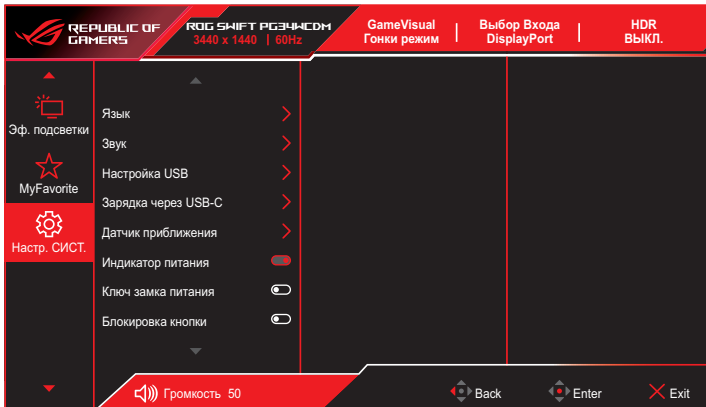 REPUBLIC OF
GAMERS
ROG SWIFT PG34WCDM
3440 x 1440 | 60Hz
GameVisual
Гонки режим
Выбор Входа
DisplayPort
HDR
ВЫКЛ.
Эф. подсветки
MyFavorite
Настр. СИСТ.
Язык
Звук
Настройка USB
Зарядка через USB-C
Датчик приближения
Индикатор питания
Ключ замка питания
Блокировка кнопки
Громкость 50
Back
Enter
Exit